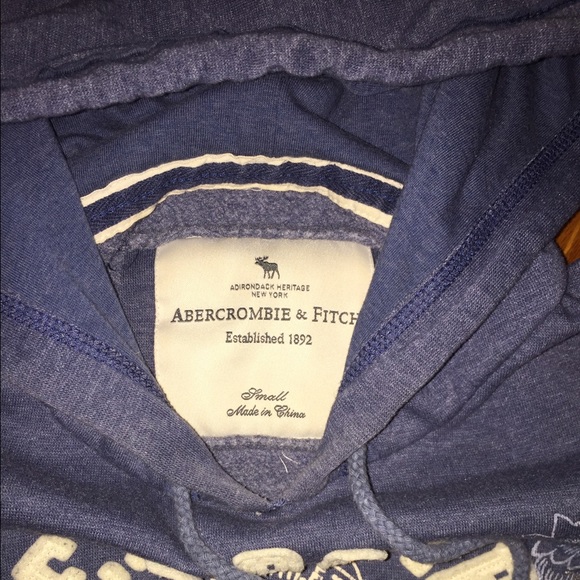 ADIRONDACK HERITAGE
NEW YORK
ABERCROMBIE & FITCH
Established 1892
Small
Made in China